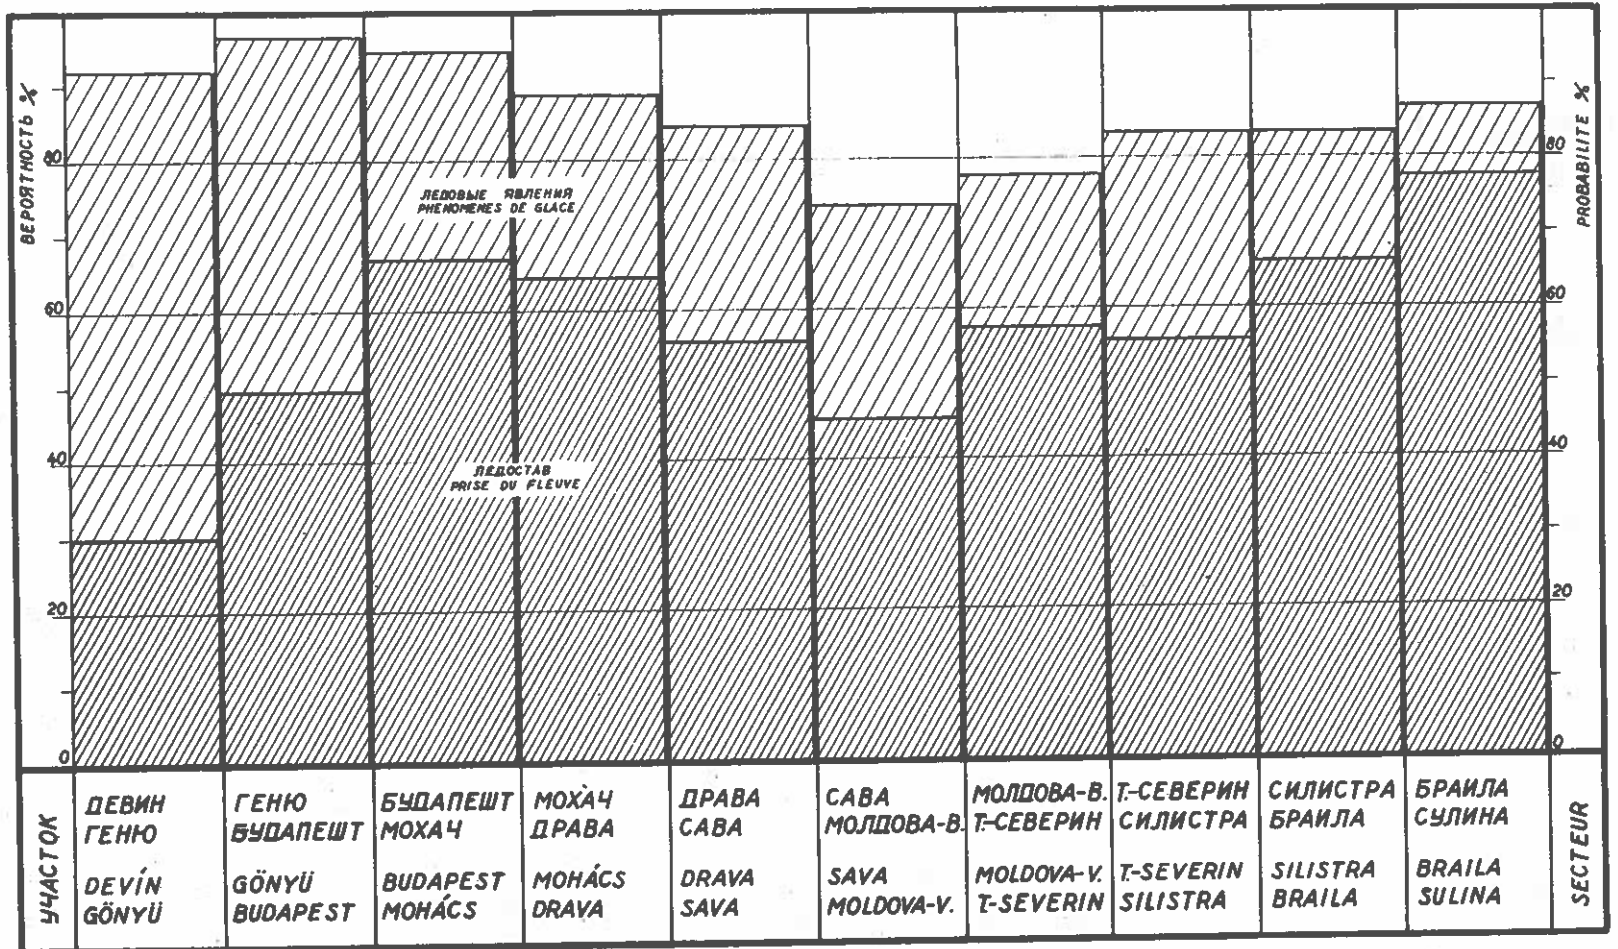 ВЕРОЯТНОСТЬ %
80
60
40
20
0
ЛЕДОВЫЕ ЯВЛЕНИЯ
PHENOMENES DE GLACE
ЛЕДОСТАВ
PRISE DU FLEUVE
PROBABILITE %
80
60
40
20
0
УЧАСТОК
ДЕВИН
ГЕНЮ
DEVÍN
GÖNYÜ
ГЕНЮ
БУДАПЕШТ
GÖNYÜ
BUDAPEST
БУДАПЕШТ
МОХАЧ
BUDAPEST
MOHÁCS
МОХАЧ
ДРАВА
MOHÁCS
DRAVA
ДРАВА
САВА
DRAVA
SAVA
САВА
МОЛДОВА-В.
SAVA
MOLDOVA-V.
МОЛДОВА-В.
Т.-СЕВЕРИН
MOLDOVA-V.
T-SEVERIN
Т.-СЕВЕРИН
СИЛИСТРА
T.-SEVERIN
SILISTRA
СИЛИСТРА
БРАИЛА
SILISTRA
BRAILA
БРАИЛА
СУЛИНА
BRAILA
SULINA
SECTEUR